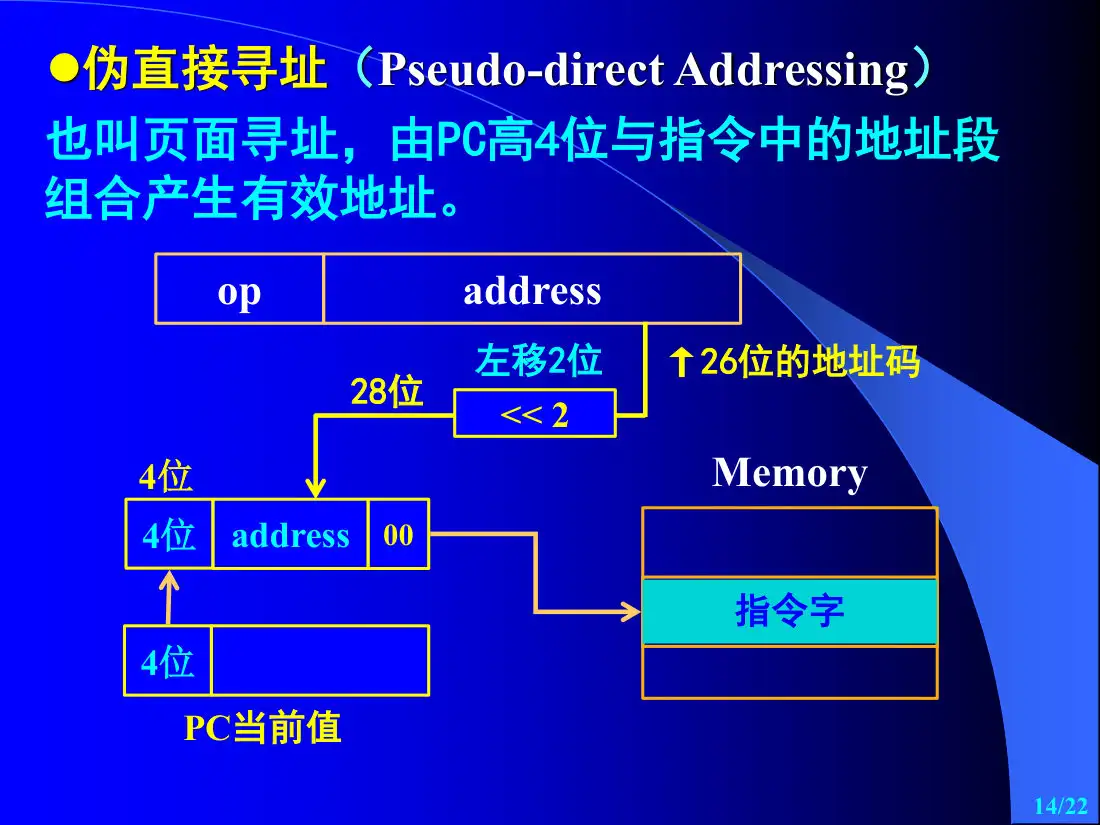 ●伪直接寻址（Pseudo-direct Addressing）
也叫页面寻址，由PC高4位与指令中的地址段
组合产生有效地址。
op address
左移2位 ↑26位的地址码
28位
<< 2
Memory
4位
4位 address 00
指令字
4位
PC当前值
14/22